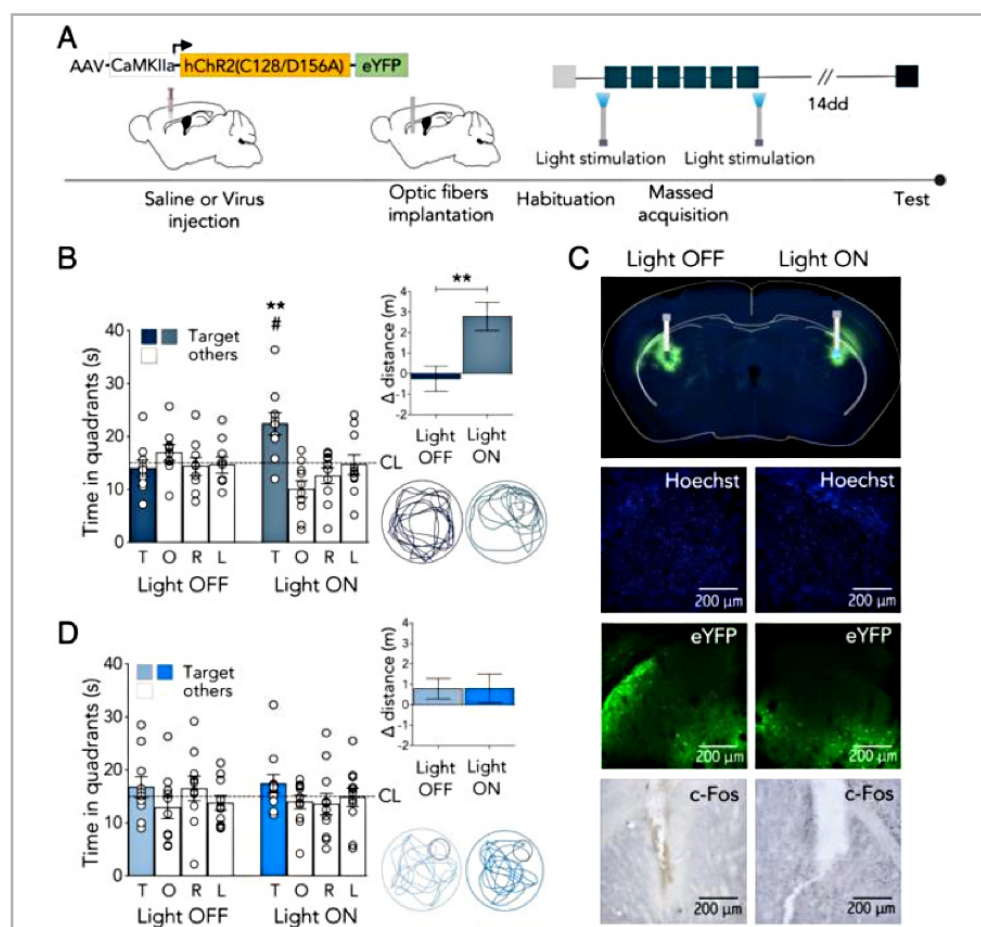 A
AAV-CaMKIIa-hChR2(C128/D156A)-eYFP
14dd
Light stimulation Light stimulation
Saline or Virus injection
Optic fibers implantation
Habituation
Massed acquisition
Test
B
Target
others
**
#
Time in quadrants (s)
40
30
20
10
0
CL
T O R L T O R L
Light OFF Light ON
**
Δ distance (m)
4
3
2
1
0
-1
-2
Light OFF
Light ON
C
Light OFF Light ON
Hoechst Hoechst
200 µm 200 µm
eYFP eYFP
200 µm 200 µm
c-Fos c-Fos
200 µm 200 µm
D
Target
others
Time in quadrants (s)
40
30
20
10
0
CL
T O R L T O R L
Light OFF Light ON
Δ distance (m)
4
3
2
1
0
-1
-2
Light OFF
Light ON